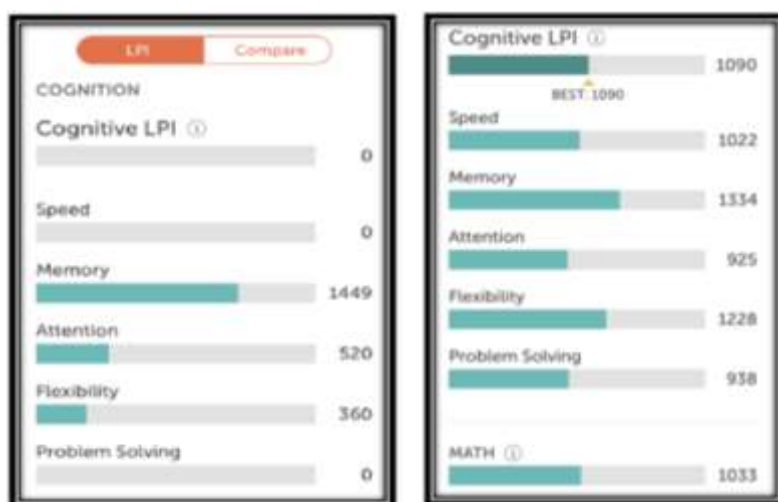 LPI Compare
COGNITION
Cognitive LPI
0
Speed
0
Memory
1449
Attention
520
Flexibility
360
Problem Solving
0
Cognitive LPI
1090
BEST: 1090
Speed
1022
Memory
1334
Attention
925
Flexibility
1228
Problem Solving
938
MATH
1033